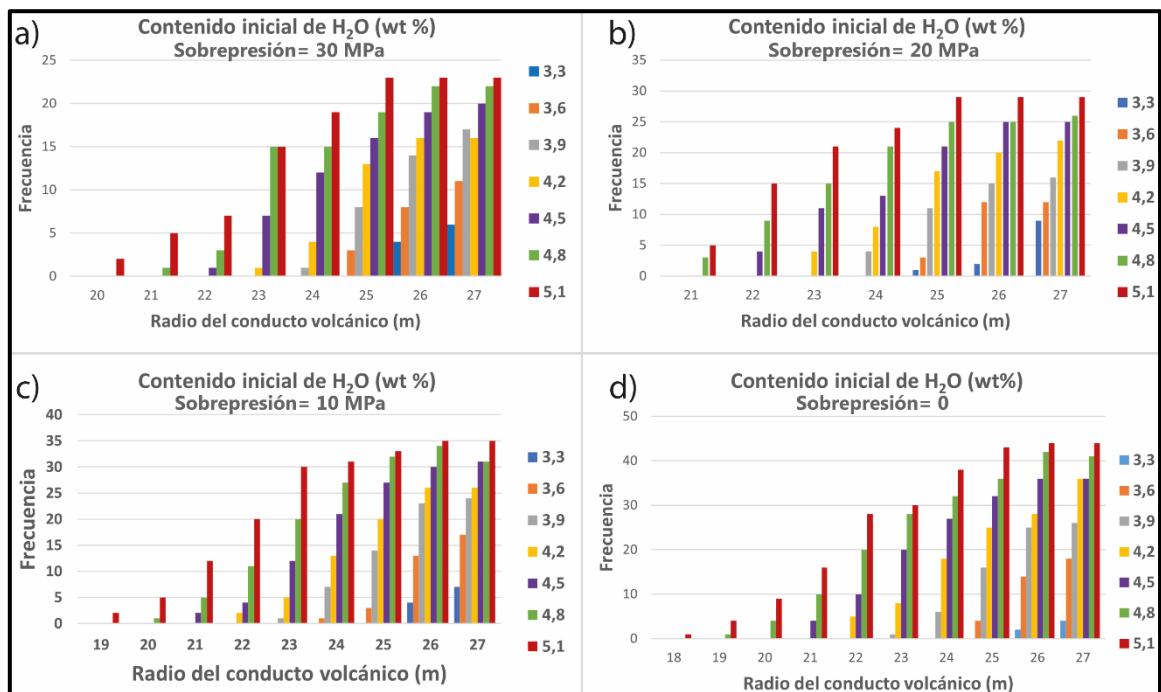 a)
Contenido inicial de H₂O (wt %)
Sobrepresión= 30 MPa
25
20
15
10
5
0
Frecuencia
20 21 22 23 24 25 26 27
Radio del conducto volcánico (m)
3,3
3,6
3,9
4,2
4,5
4,8
5,1
b)
Contenido inicial de H₂O (wt %)
Sobrepresión= 20 MPa
35
30
25
20
15
10
5
0
Frecuencia
21 22 23 24 25 26 27
Radio del conducto volcánico (m)
3,3
3,6
3,9
4,2
4,5
4,8
5,1
c)
Contenido inicial de H₂O (wt %)
Sobrepresión= 10 MPa
40
35
30
25
20
15
10
5
0
Frecuencia
19 20 21 22 23 24 25 26 27
Radio del conducto volcánico (m)
3,3
3,6
3,9
4,2
4,5
4,8
5,1
d)
Contenido inicial de H₂O (wt%)
Sobrepresión= 0
50
40
30
20
10
0
Frecuencia
18 19 20 21 22 23 24 25 26 27
Radio del conducto volcánico (m)
3,3
3,6
3,9
4,2
4,5
4,8
5,1